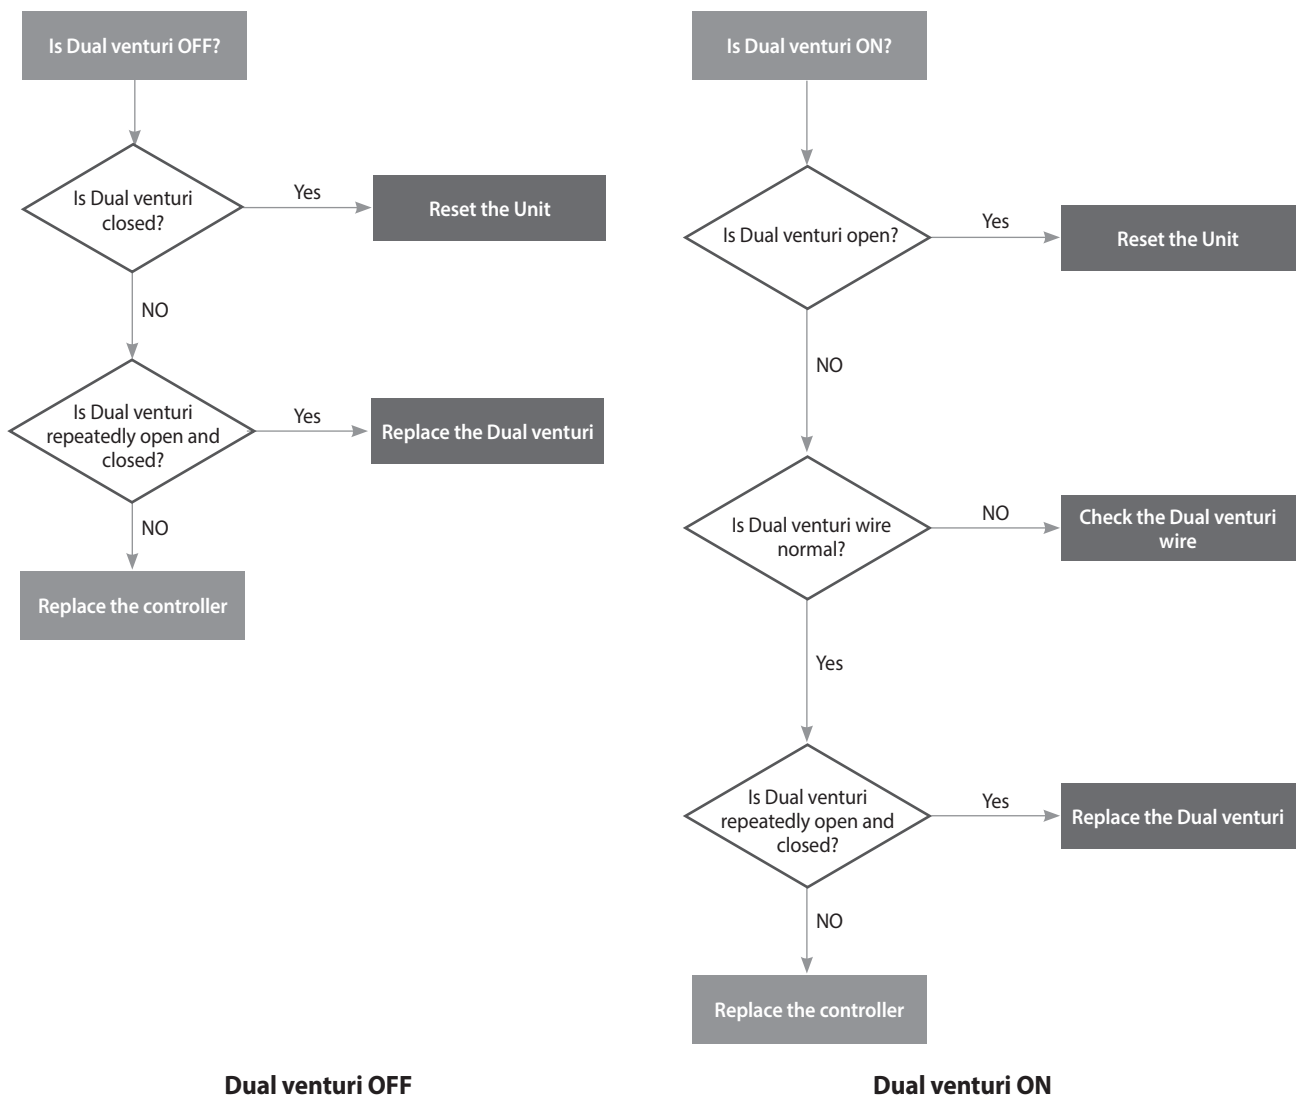 Is Dual venturi OFF?
Is Dual venturi
closed?
Yes
Reset the Unit
NO
Is Dual venturi
repeatedly open and
closed?
Yes
Replace the Dual venturi
NO
Replace the controller
Dual venturi OFF
Is Dual venturi ON?
Is Dual venturi open?
Yes
Reset the Unit
NO
Is Dual venturi wire
normal?
NO
Check the Dual venturi
wire
Yes
Is Dual venturi
repeatedly open and
closed?
Yes
Replace the Dual venturi
NO
Replace the controller
Dual venturi ON